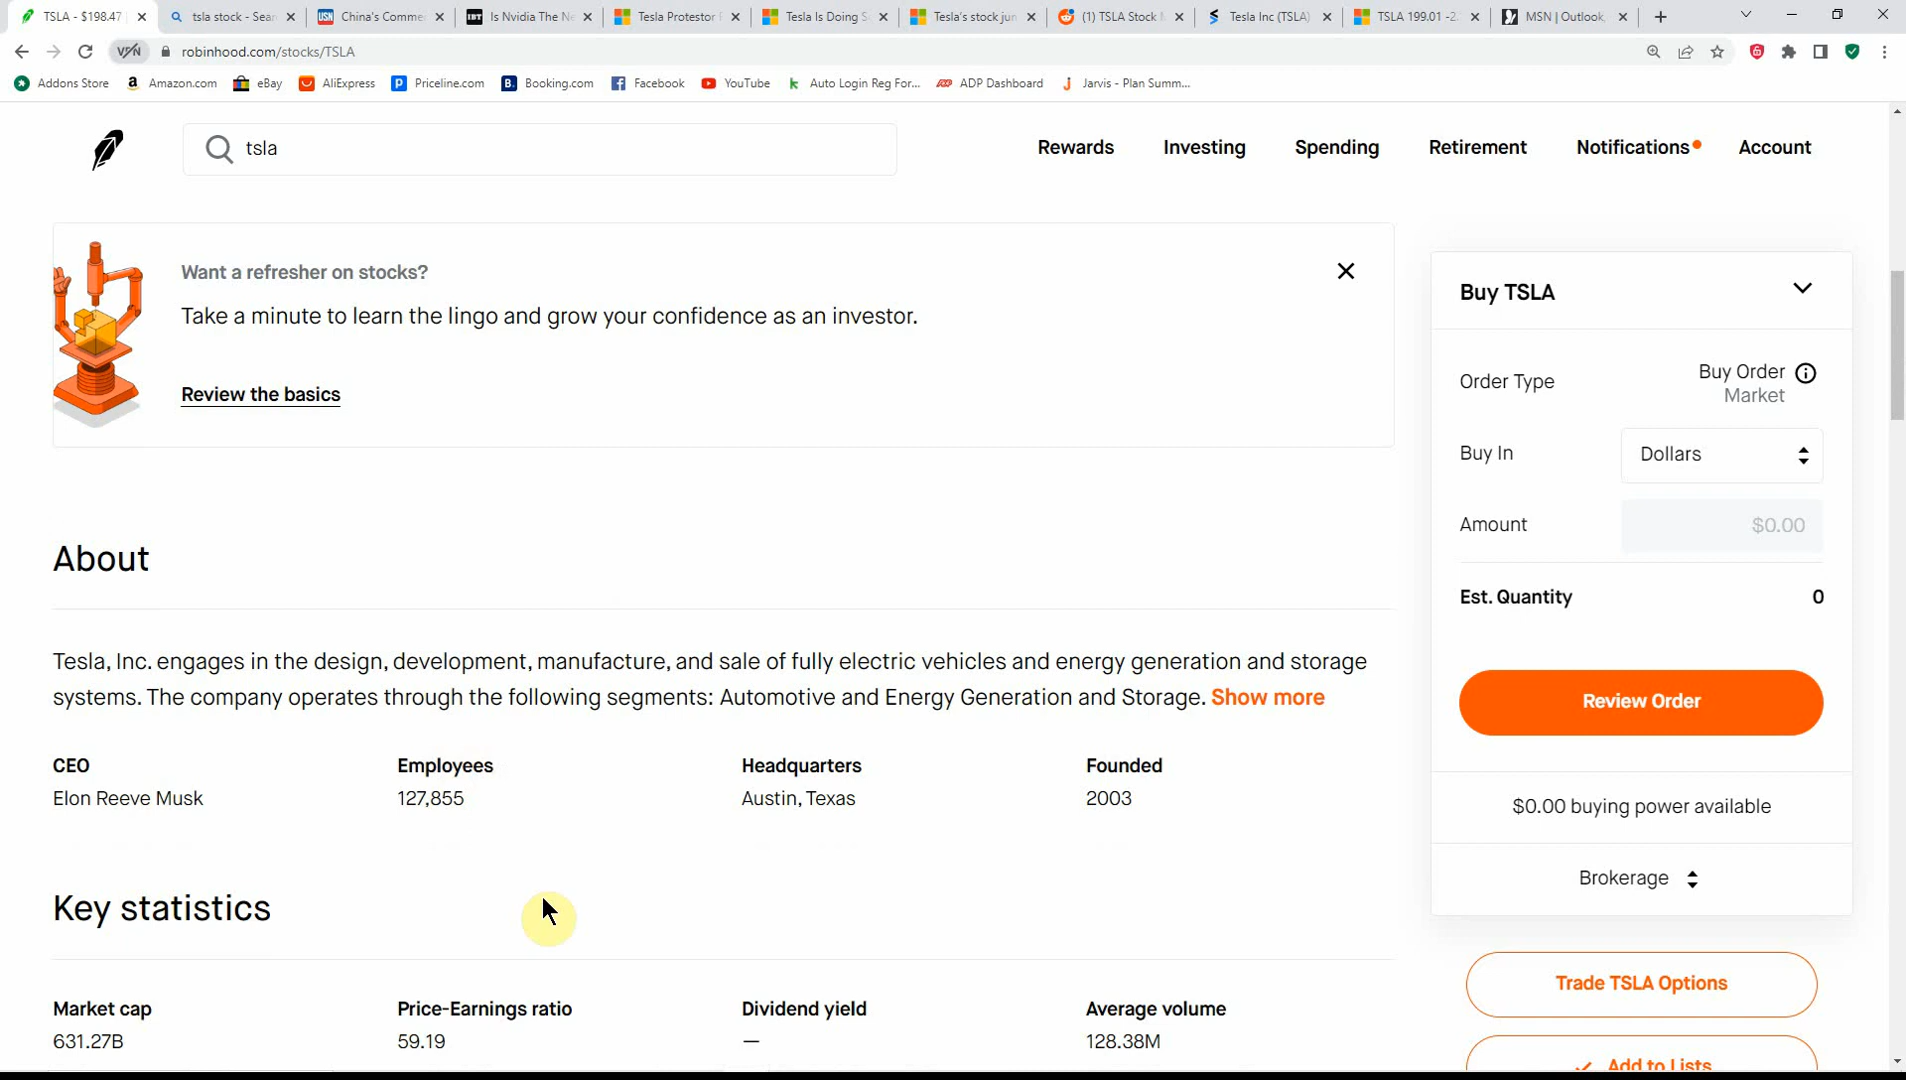 TSLA - $198.47
tsla stock - Sear
USN China's Comme
IBT Is Nvidia The Ne
Tesla Protestor
Tesla Is Doing S
Tesla's stock jun
(1) TSLA Stock
Tesla Inc (TSLA)
TSLA 199.01 -2
MSN | Outlook,
VPN
robinhood.com/stocks/TSLA
Addons Store
Amazon.com
eBay
AliExpress
Priceline.com
Booking.com
Facebook
YouTube
Auto Login Reg For...
ADP Dashboard
Jarvis - Plan Summ...
tsla
Rewards
Investing
Spending
Retirement
Notifications
Account
Want a refresher on stocks?
Take a minute to learn the lingo and grow your confidence as an investor.
Review the basics
Buy TSLA
Order Type
Buy Order
Market
Buy In
Dollars
Amount
$0.00
Est. Quantity
0
Review Order
$0.00 buying power available
Brokerage
Trade TSLA Options
Add to Lists
About
Tesla, Inc. engages in the design, development, manufacture, and sale of fully electric vehicles and energy generation and storage
systems. The company operates through the following segments: Automotive and Energy Generation and Storage. Show more
CEO
Elon Reeve Musk
Employees
127,855
Headquarters
Austin, Texas
Founded
2003
Key statistics
Market cap
631.27B
Price-Earnings ratio
59.19
Dividend yield
—
Average volume
128.38M